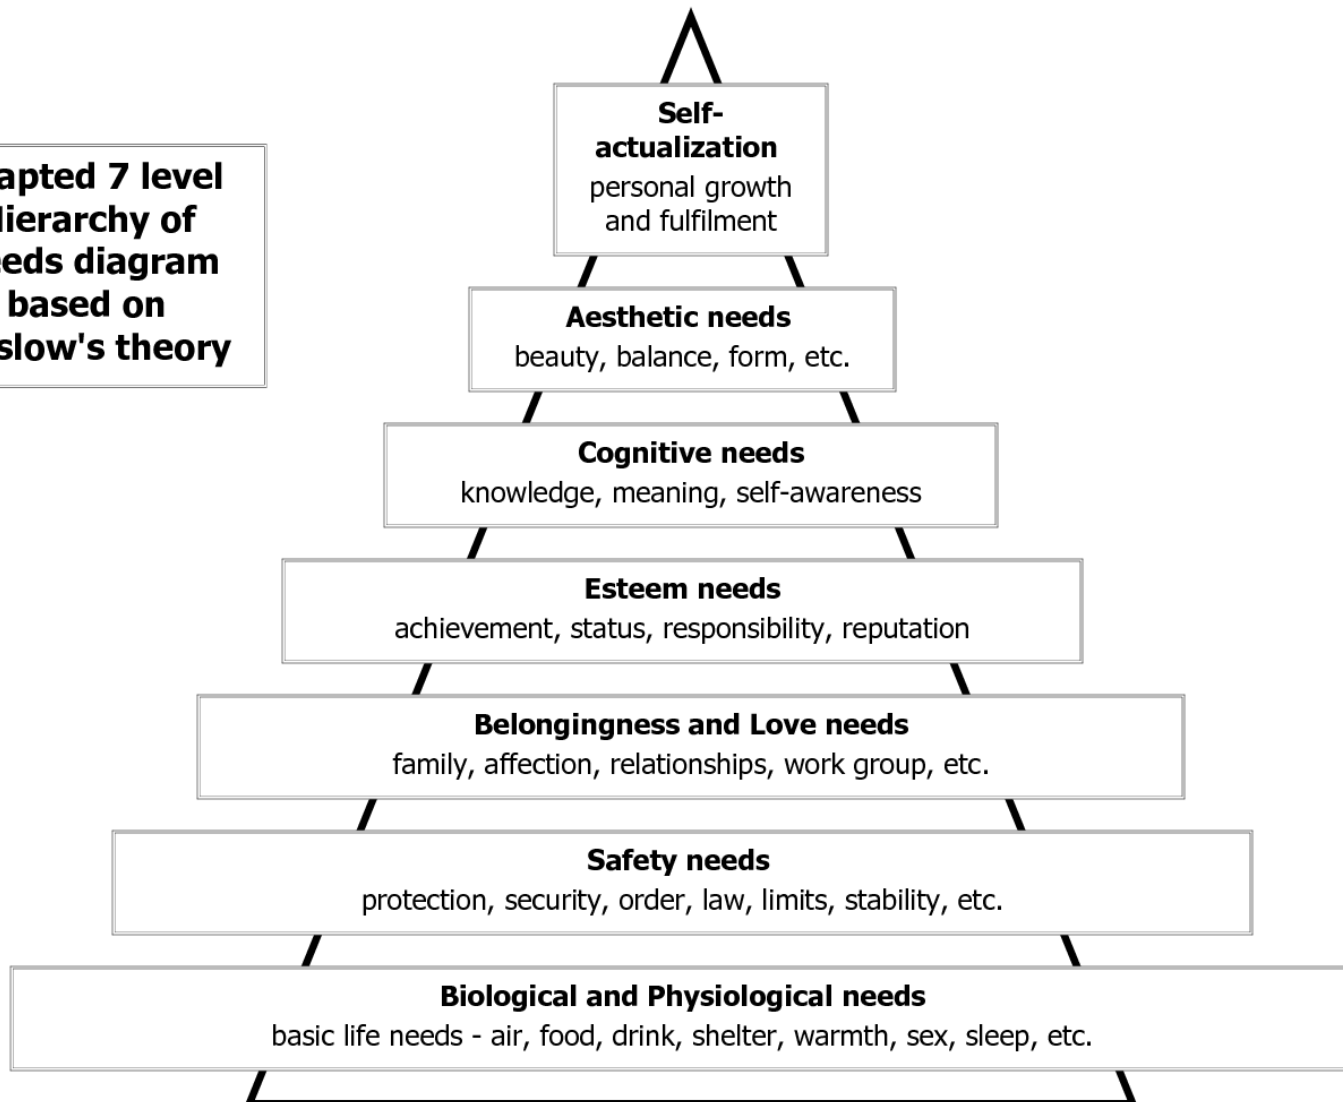 apted 7 level
ierarchy of
eeds diagram
based on
slow's theory
Self-
actualization
personal growth
and fulfilment
Aesthetic needs
beauty, balance, form, etc.
Cognitive needs
knowledge, meaning, self-awareness
Esteem needs
achievement, status, responsibility, reputation
Belongingness and Love needs
family, affection, relationships, work group, etc.
Safety needs
protection, security, order, law, limits, stability, etc.
Biological and Physiological needs
basic life needs - air, food, drink, shelter, warmth, sex, sleep, etc.